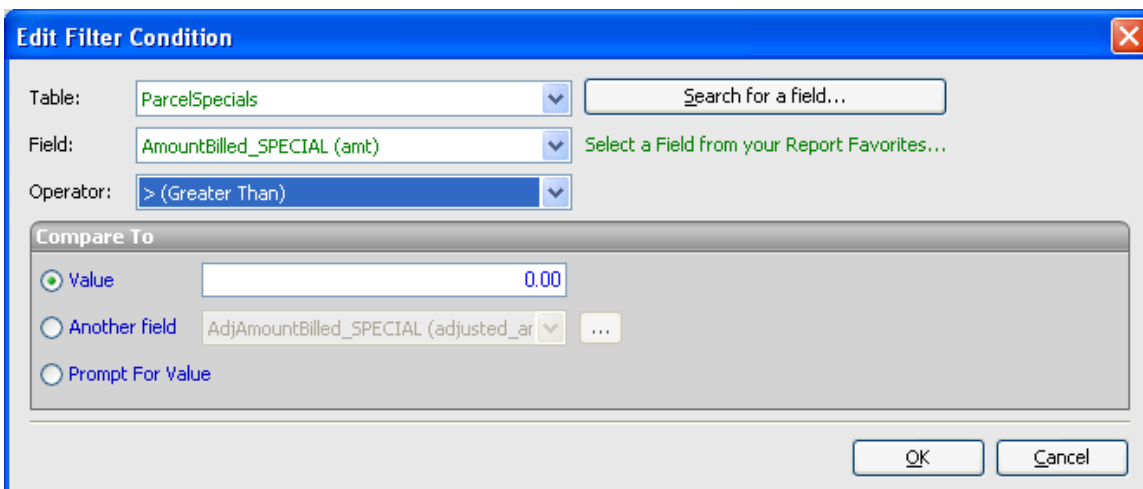 Edit Filter Condition
Table: ParcelSpecials Search for a field...
Field: AmountBilled_SPECIAL (amt) Select a Field from your Report Favorites...
Operator: > (Greater Than)
Compare To
Value 0.00
Another field AdjAmountBilled_SPECIAL (adjusted_ar ...
Prompt For Value
OK Cancel